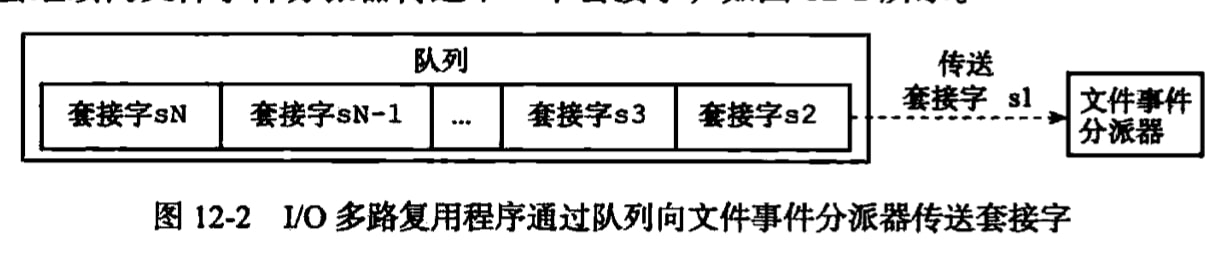 队列
套接字sN 套接字sN-1 … 套接字s3 套接字s2
传送
套接字 s1
文件事件
分派器
图 12-2 I/O 多路复用程序通过队列向文件事件分派器传送套接字